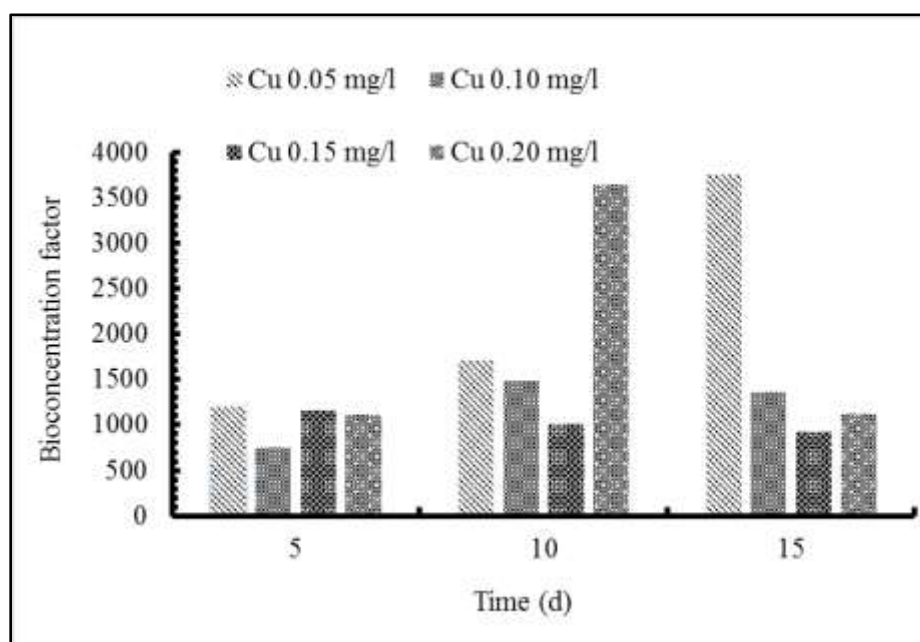 Cu 0.05 mg/l Cu 0.10 mg/l
Cu 0.15 mg/l Cu 0.20 mg/l
4000
3500
3000
2500
2000
1500
1000
500
0
Bioconcentration factor
5 10 15
Time (d)